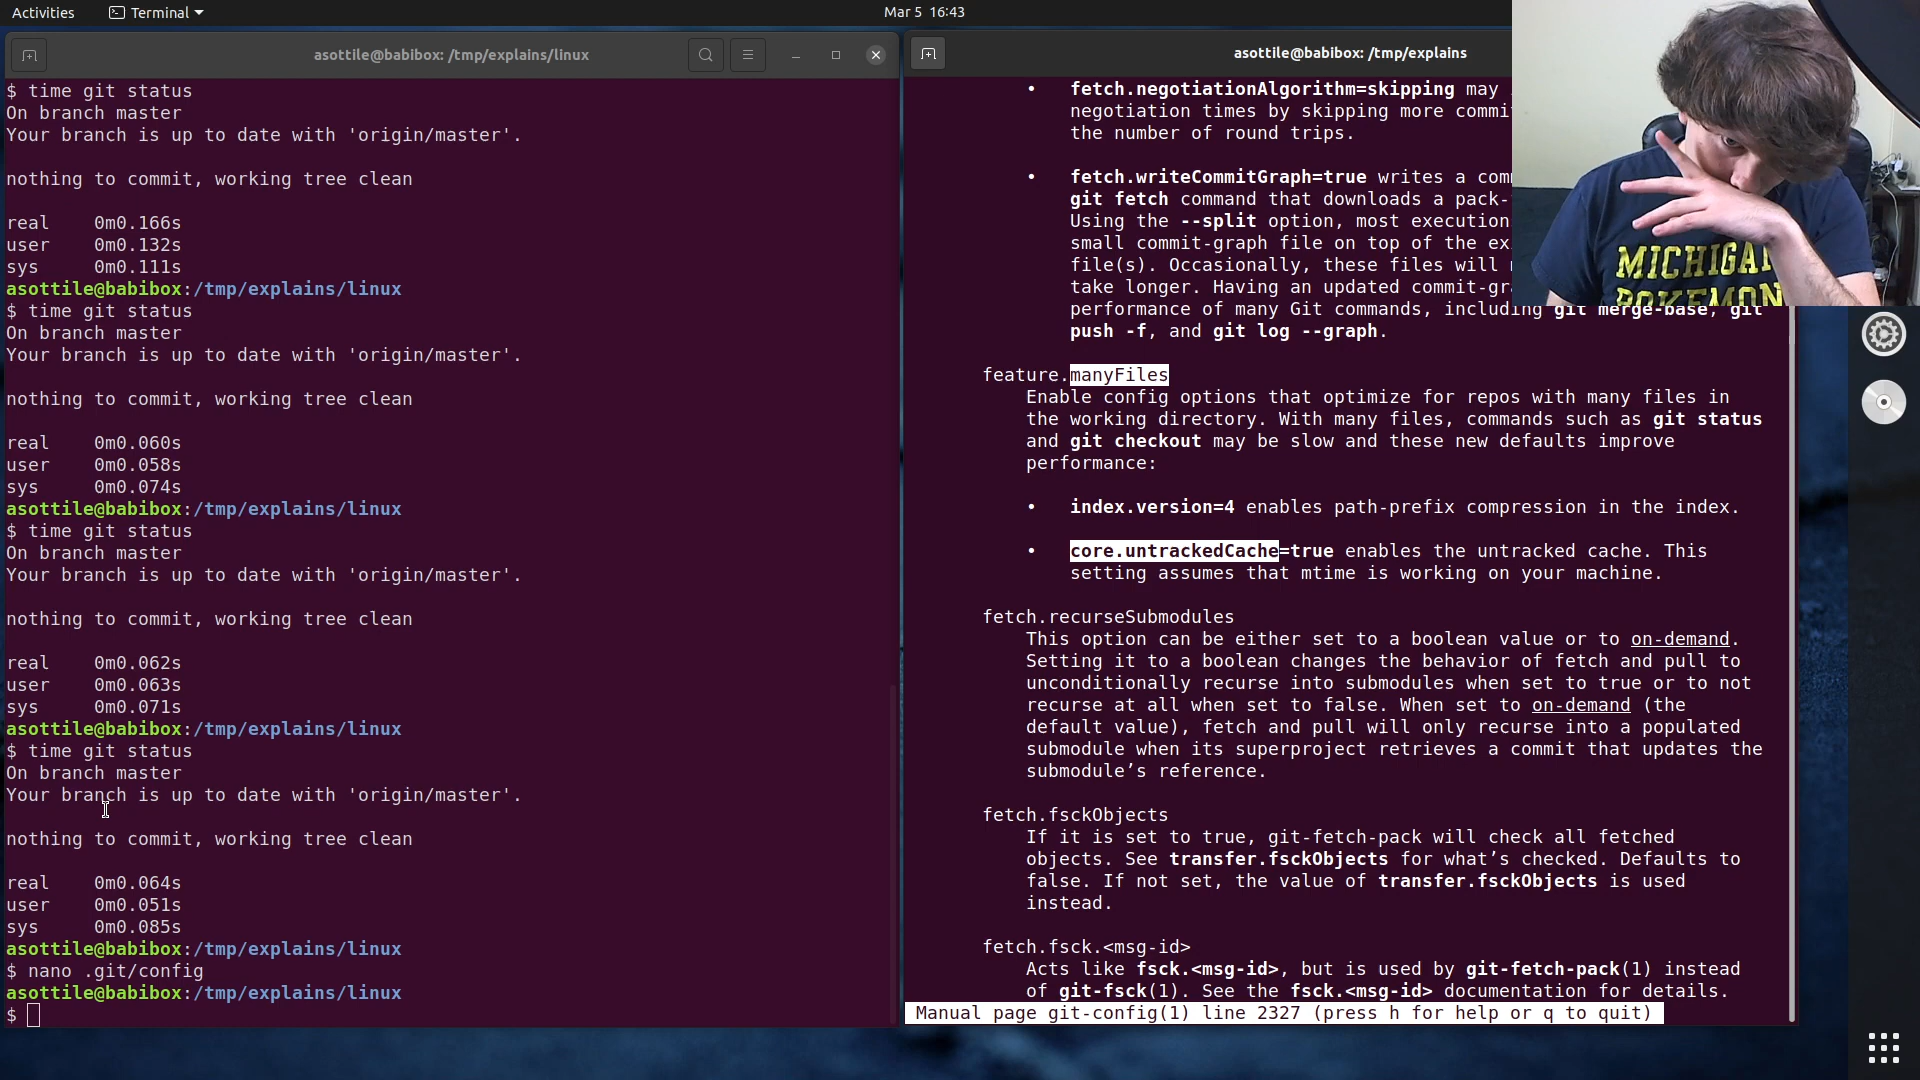 Activities
Terminal
Mar 5 16:43
asottile@babibox: /tmp/explains/linux
$ time git status
On branch master
Your branch is up to date with 'origin/master'.
nothing to commit, working tree clean
real 0m0.166s
user 0m0.132s
sys 0m0.111s
asottile@babibox:/tmp/explains/linux
$ time git status
On branch master
Your branch is up to date with 'origin/master'.
nothing to commit, working tree clean
real 0m0.060s
user 0m0.058s
sys 0m0.074s
asottile@babibox:/tmp/explains/linux
$ time git status
On branch master
Your branch is up to date with 'origin/master'.
nothing to commit, working tree clean
real 0m0.062s
user 0m0.063s
sys 0m0.071s
asottile@babibox:/tmp/explains/linux
$ time git status
On branch master
Your branch is up to date with 'origin/master'.
nothing to commit, working tree clean
real 0m0.064s
user 0m0.051s
sys 0m0.085s
asottile@babibox:/tmp/explains/linux
$ nano .git/config
asottile@babibox:/tmp/explains/linux
$
asottile@babibox: /tmp/explains
• fetch.negotiationAlgorithm=skipping may
negotiation times by skipping more commi
the number of round trips.
• fetch.writeCommitGraph=true writes a com
git fetch command that downloads a pack-
Using the --split option, most execution
small commit-graph file on top of the ex
file(s). Occasionally, these files will
take longer. Having an updated commit-gr
performance of many Git commands, including git merge-base, git
push -f, and git log --graph.
feature.manyFiles
Enable config options that optimize for repos with many files in
the working directory. With many files, commands such as git status
and git checkout may be slow and these new defaults improve
performance:
• index.version=4 enables path-prefix compression in the index.
• core.untrackedCache=true enables the untracked cache. This
setting assumes that mtime is working on your machine.
fetch.recurseSubmodules
This option can be either set to a boolean value or to on-demand.
Setting it to a boolean changes the behavior of fetch and pull to
unconditionally recurse into submodules when set to true or to not
recurse at all when set to false. When set to on-demand (the
default value), fetch and pull will only recurse into a populated
submodule when its superproject retrieves a commit that updates the
submodule’s reference.
fetch.fsckObjects
If it is set to true, git-fetch-pack will check all fetched
objects. See transfer.fsckObjects for what’s checked. Defaults to
false. If not set, the value of transfer.fsckObjects is used
instead.
fetch.fsck.<msg-id>
Acts like fsck.<msg-id>, but is used by git-fetch-pack(1) instead
of git-fsck(1). See the fsck.<msg-id> documentation for details.
Manual page git-config(1) line 2327 (press h for help or q to quit)
MICHIGAN
POKEMON